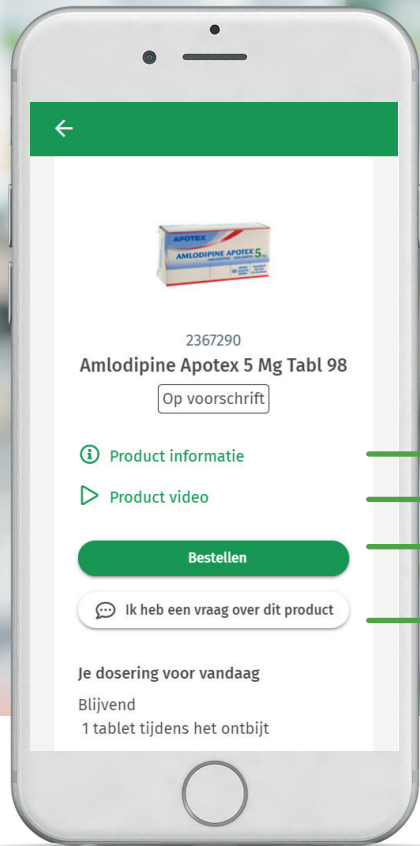 APOTEX
AMLODIPINE APOTEX 5mg
2367290
Amlodipine Apotex 5 Mg Tabl 98
Op voorschrift
Product informatie
Product video
Bestellen
Ik heb een vraag over dit product
Je dosering voor vandaag
Blijvend
1 tablet tijdens het ontbijt